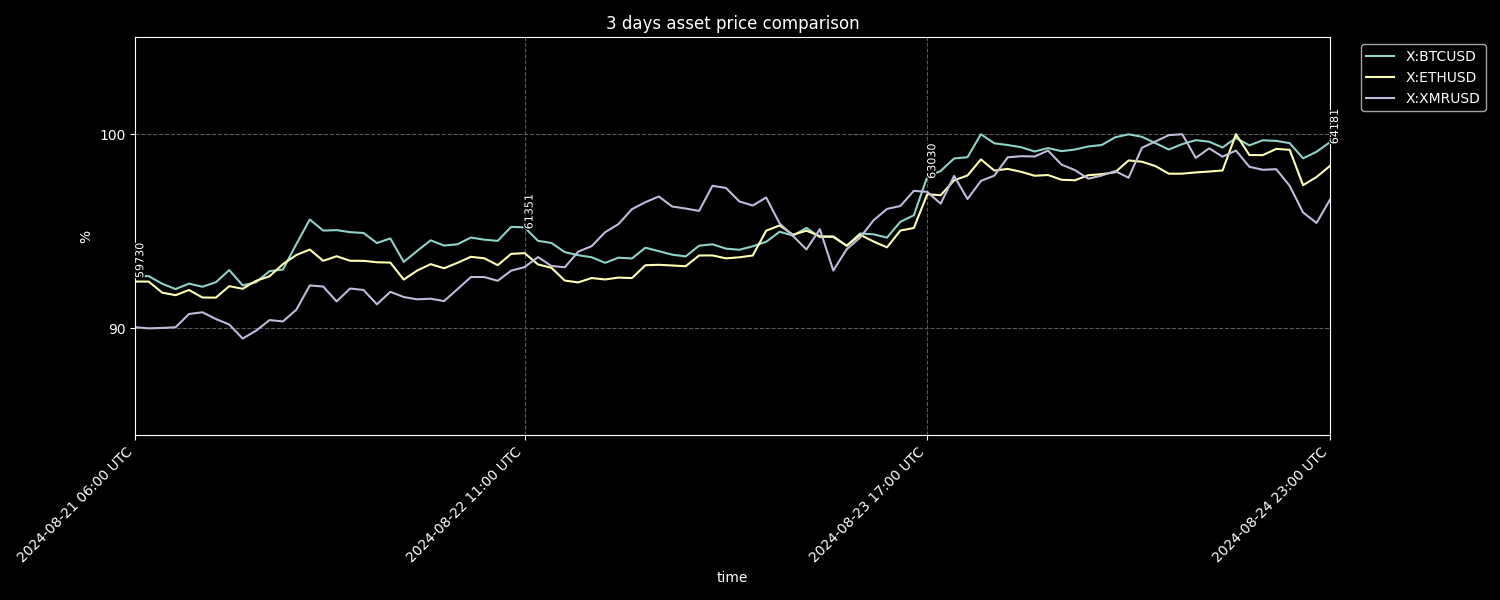 3 days asset price comparison
X:BTCUSD
X:ETHUSD
X:XMRUSD
100
90
%
59730
61351
63030
64181
2024-08-21 06:00 UTC
2024-08-22 11:00 UTC
2024-08-23 17:00 UTC
2024-08-24 23:00 UTC
time